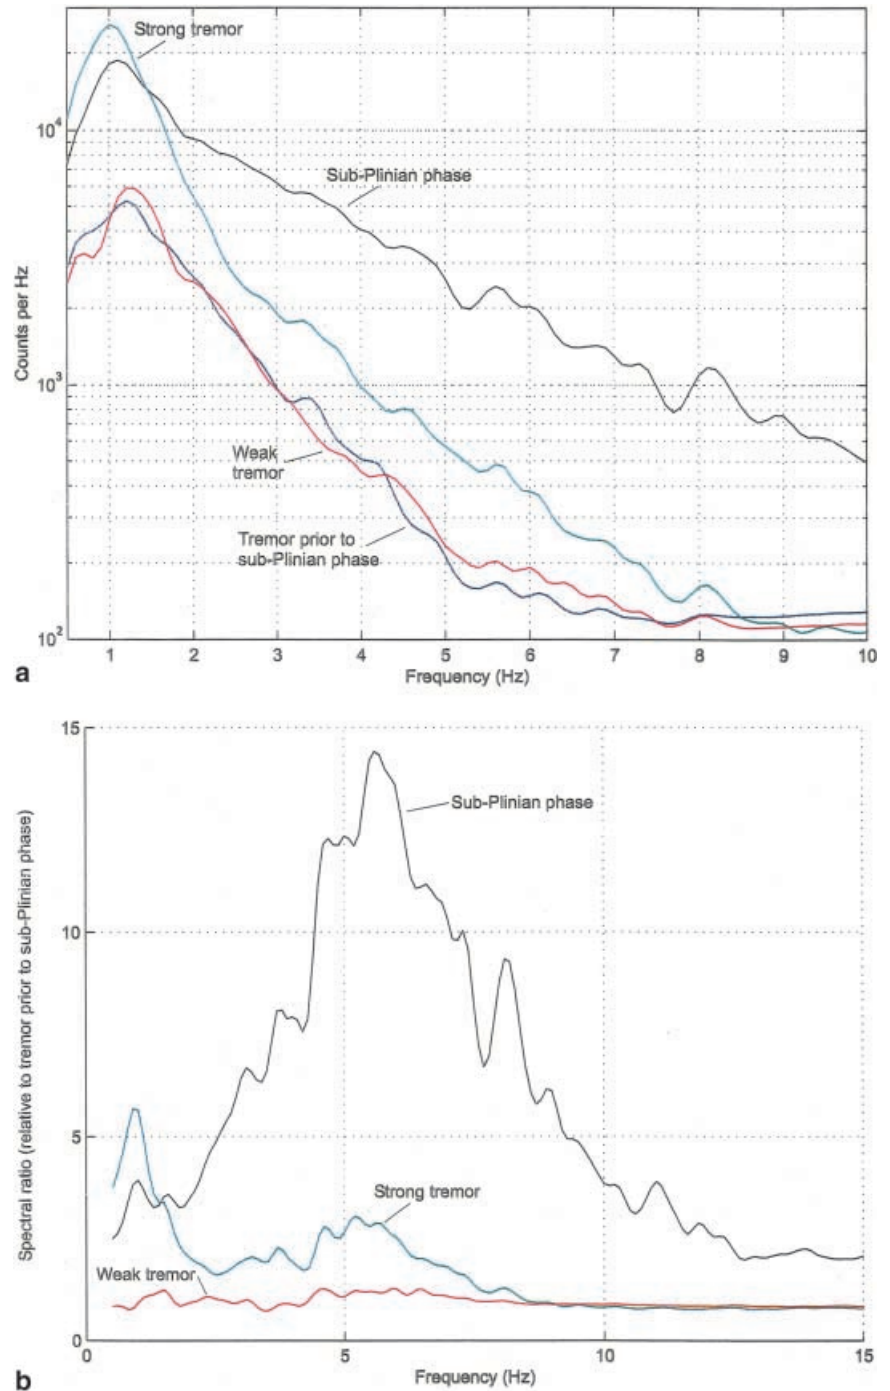 Strong tremor
10⁴
Sub-Plinian phase
Counts per Hz
10³
Weak
tremor
Tremor prior to
sub-Plinian phase
10²
1 2 3 4 5 6 7 8 9 10
a
Frequency (Hz)
15
Sub-Plinian phase
Spectral ratio (relative to tremor prior to sub-Plinian phase)
10
5
Strong tremor
Weak tremor
0
0 5 10 15
b
Frequency (Hz)